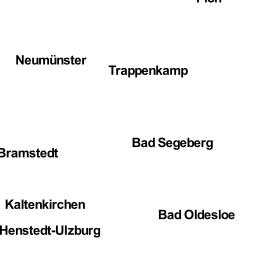 Neumünster
Trappenkamp
Bad Segeberg
Bramstedt
Kaltenkirchen
Bad Oldesloe
Henstedt-Ulzburg